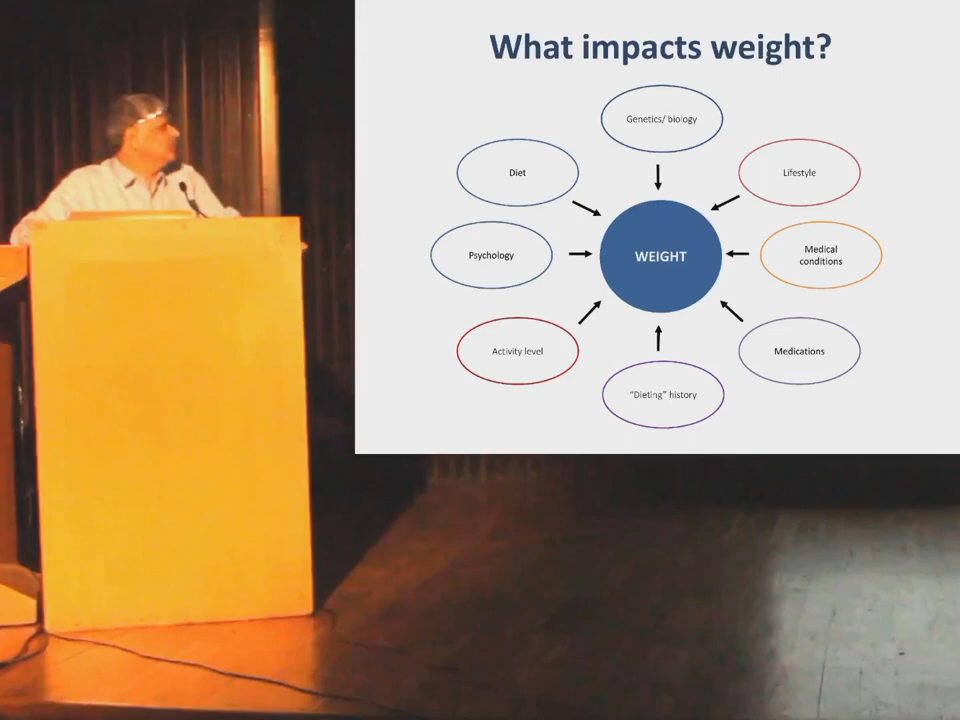 What impacts weight?
Genetics/ biology
Diet
Lifestyle
Psychology
WEIGHT
Medical
conditions
Activity level
Medications
"Dieting" history